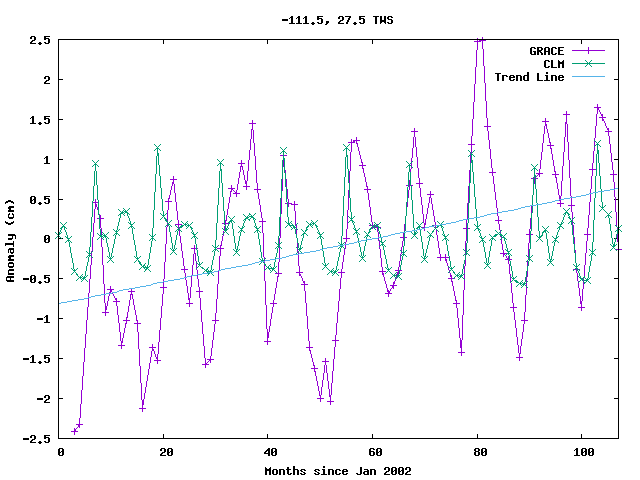 -111.5, 27.5 TWS
GRACE
CLM
Trend Line
2.5
2
1.5
1
0.5
0
-0.5
-1
-1.5
-2
-2.5
Anomaly (cm)
0 20 40 60 80 100
Months since Jan 2002